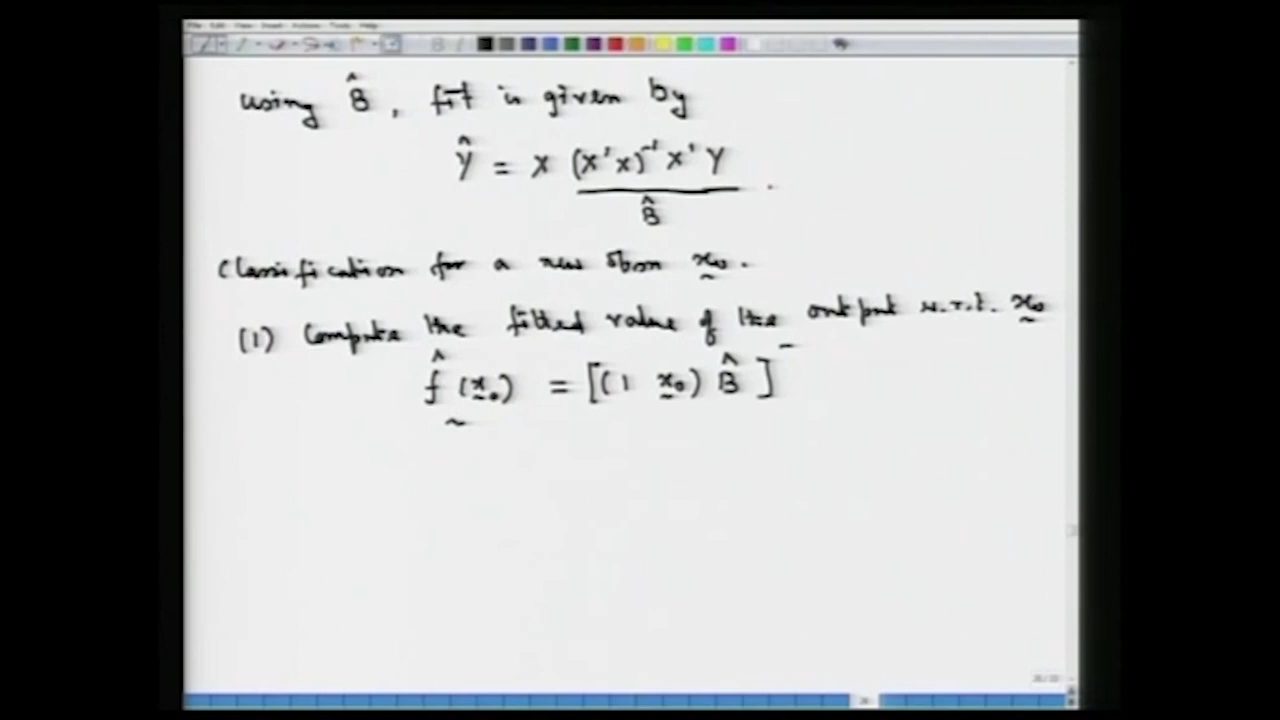 using B̂, fit is given by
Ŷ = X (X'X)⁻¹ X' Y
B̂
Classification for a new obsn x₀.
(1) Compute the fitted value of the output w.r.t. x₀
f̂ (x₀) = [(1 x₀) B̂ ]